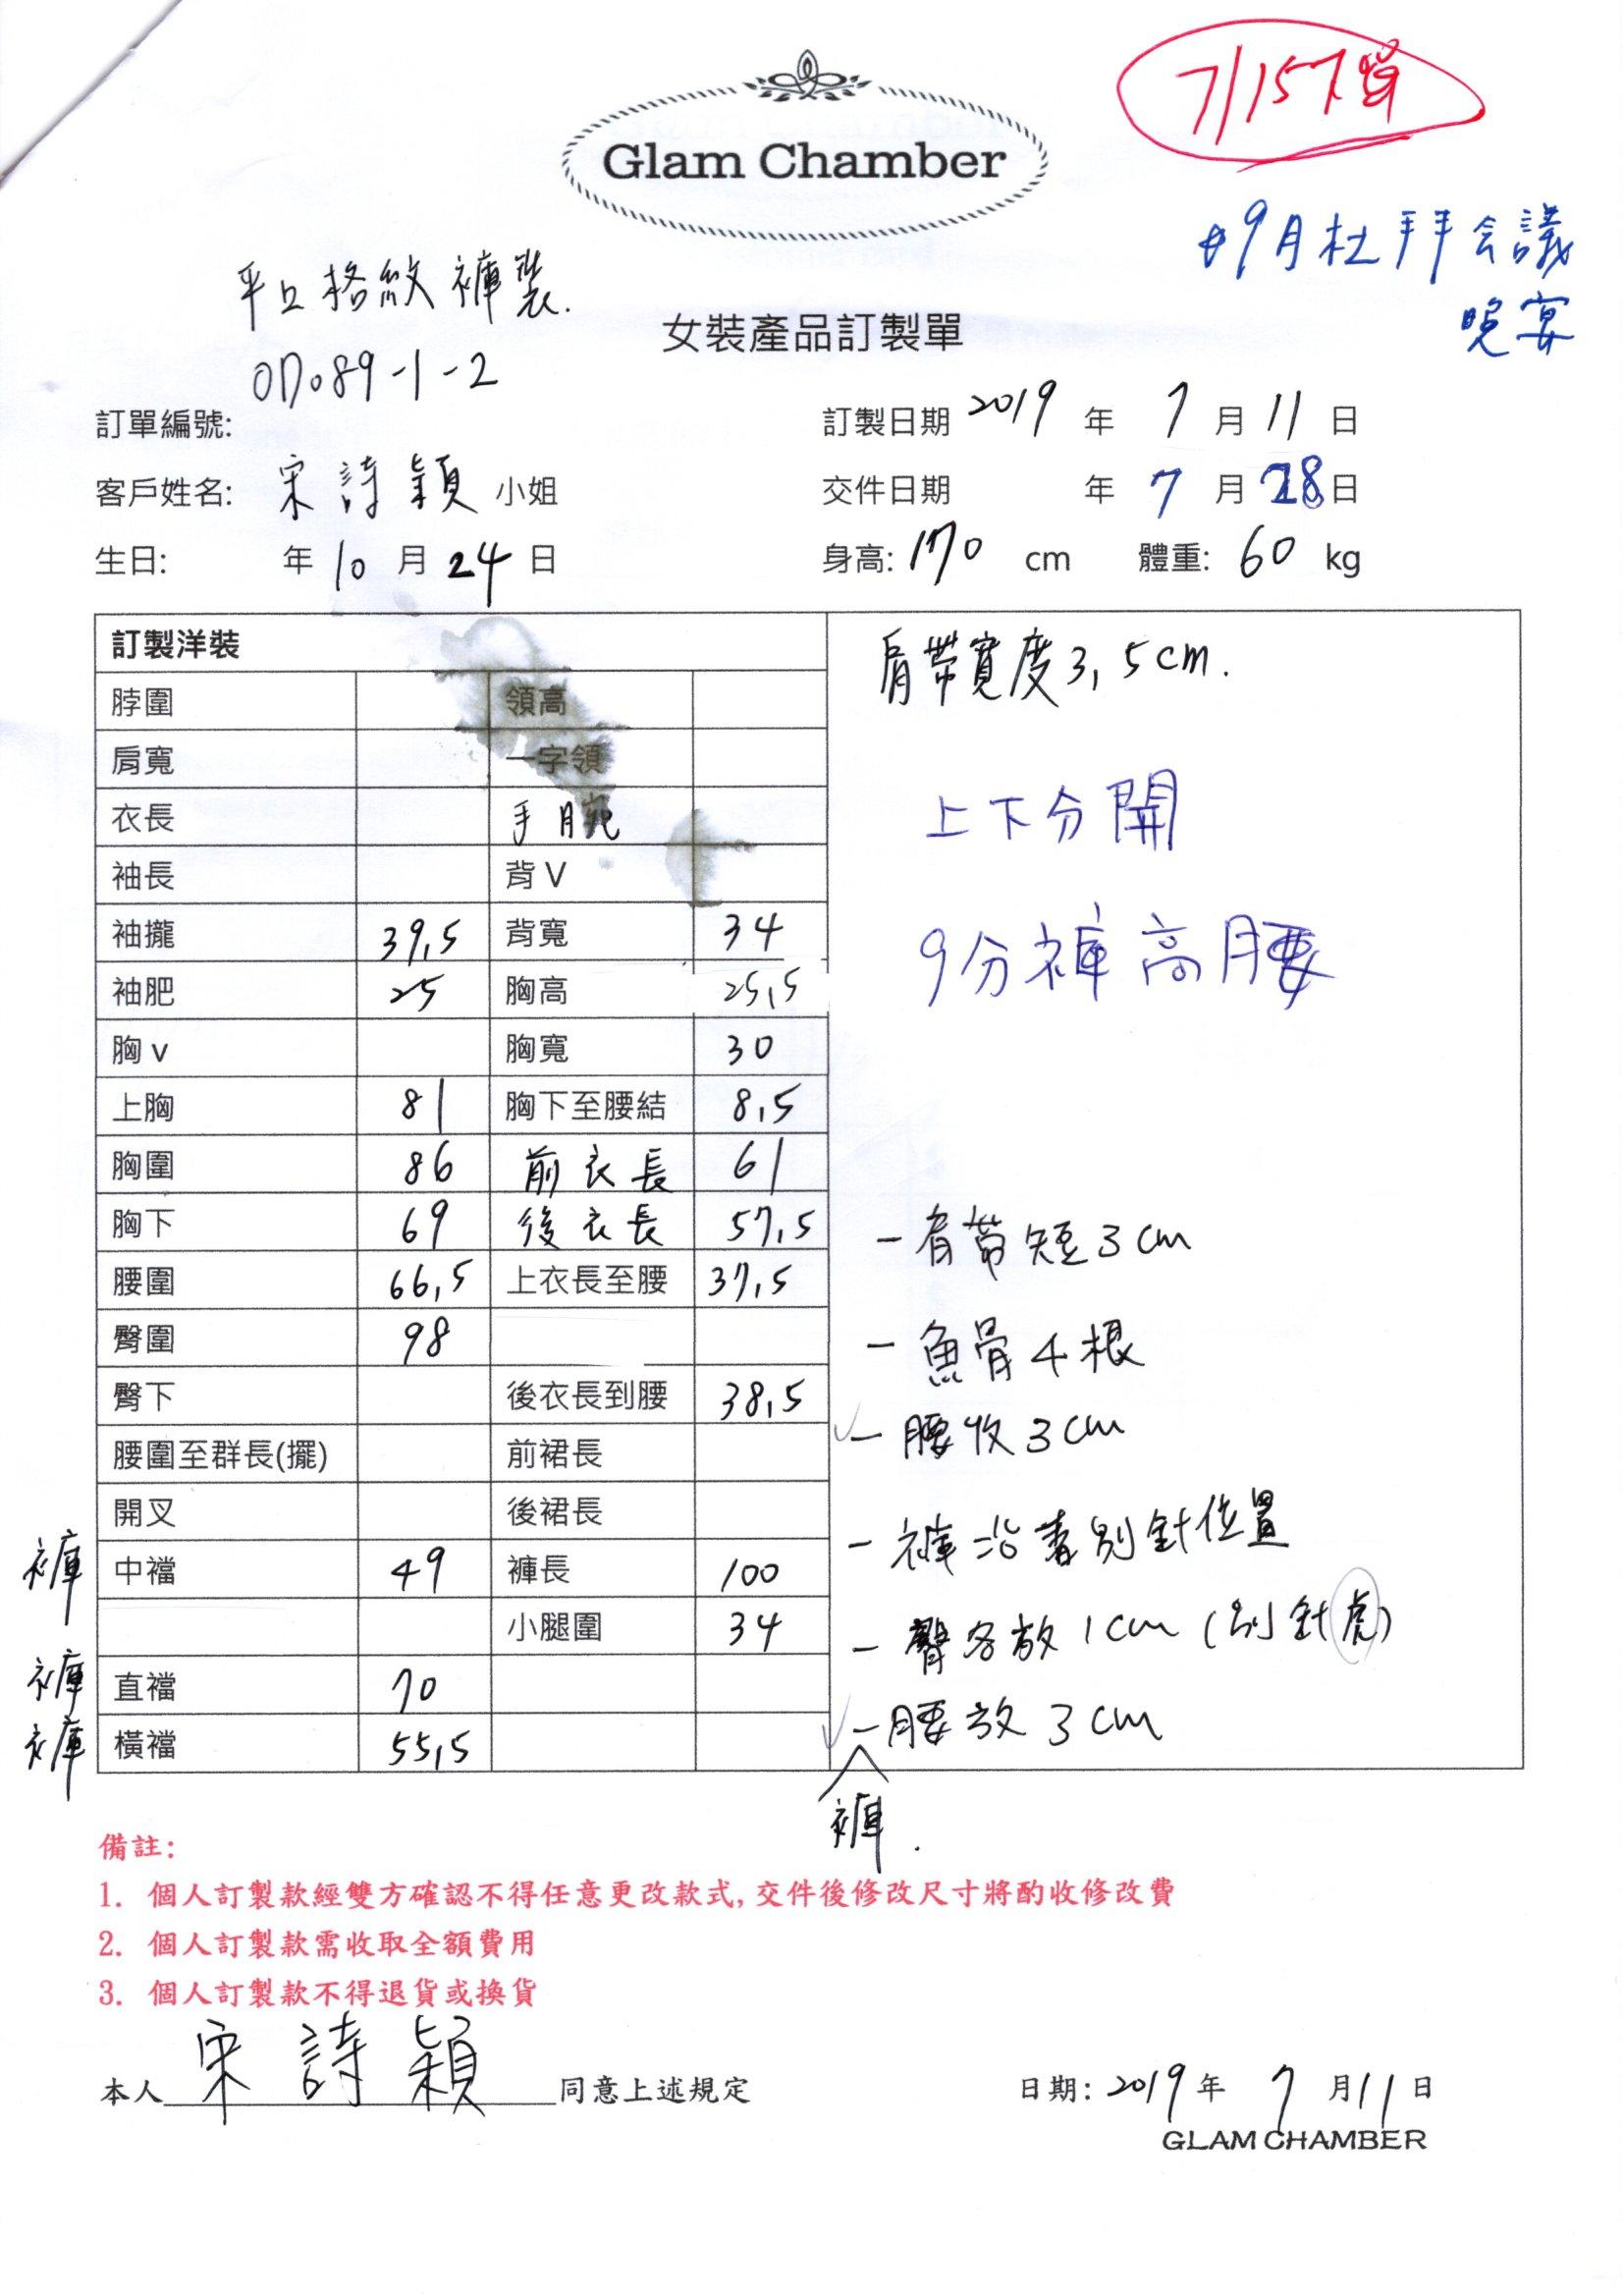 7/15下單
Glam Chamber
9月杜拜会議
晚宴
平口格紋褲裝.
女裝產品訂製單
OD089-1-2
訂單編號:
訂製日期 2019 年 7 月 11 日
客戶姓名: 宋詩穎 小姐
交件日期 年 7 月 28 日
生日: 年 10 月 24 日
身高: 170 cm 體重: 60 kg
訂製洋裝
肩帶寬度3,5cm.
脖圍 領高
肩寬 一字領
衣長 手腕
上下分開
袖長 背 V
袖攏 39,5 背寬 34
9分褲高腰
袖肥 25 胸高 25,5
胸 v 胸寬 30
上胸 81 胸下至腰結 8,5
胸圍 86 前衣長 61
胸下 69 後衣長 57,5
-肩帶短3cm
腰圍 66,5 上衣長至腰 37,5
臀圍 98
-魚骨4根
臀下 後衣長到腰 38,5
-腰收3cm
腰圍至群長(擺) 前裙長
開叉 後裙長
-褲沿著別針位置
褲 中襠 49 褲長 100
小腿圍 34
-臀各放1cm(別針處)
褲 直襠 70
-腰放3cm
褲 橫襠 55,5
褲.
備註:
1. 個人訂製款經雙方確認不得任意更改款式,交件後修改尺寸將酌收修改費
2. 個人訂製款需收取全額費用
3. 個人訂製款不得退貨或換貨
本人 宋詩穎 同意上述規定
日期: 2019 年 7 月 11 日
GLAM CHAMBER